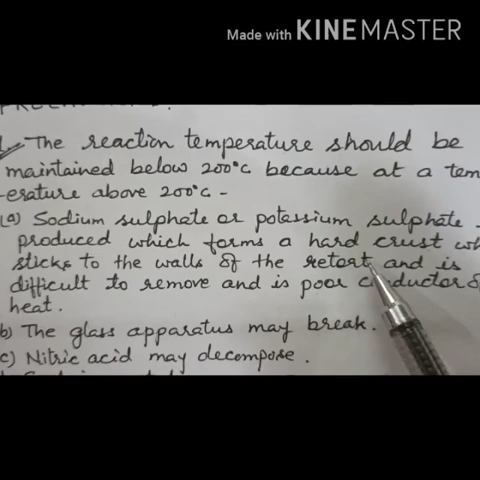 Made with KINEMASTER
1. The reaction temperature should be
maintained below 200°C because at a tem
-erature above 200°C -
(a) Sodium sulphate or potassium sulphate
produced which forms a hard crust wh
sticks to the walls of the retort and is
difficult to remove and is poor conductor o
heat.
b) The glass apparatus may break.
c) Nitric acid may decompose.